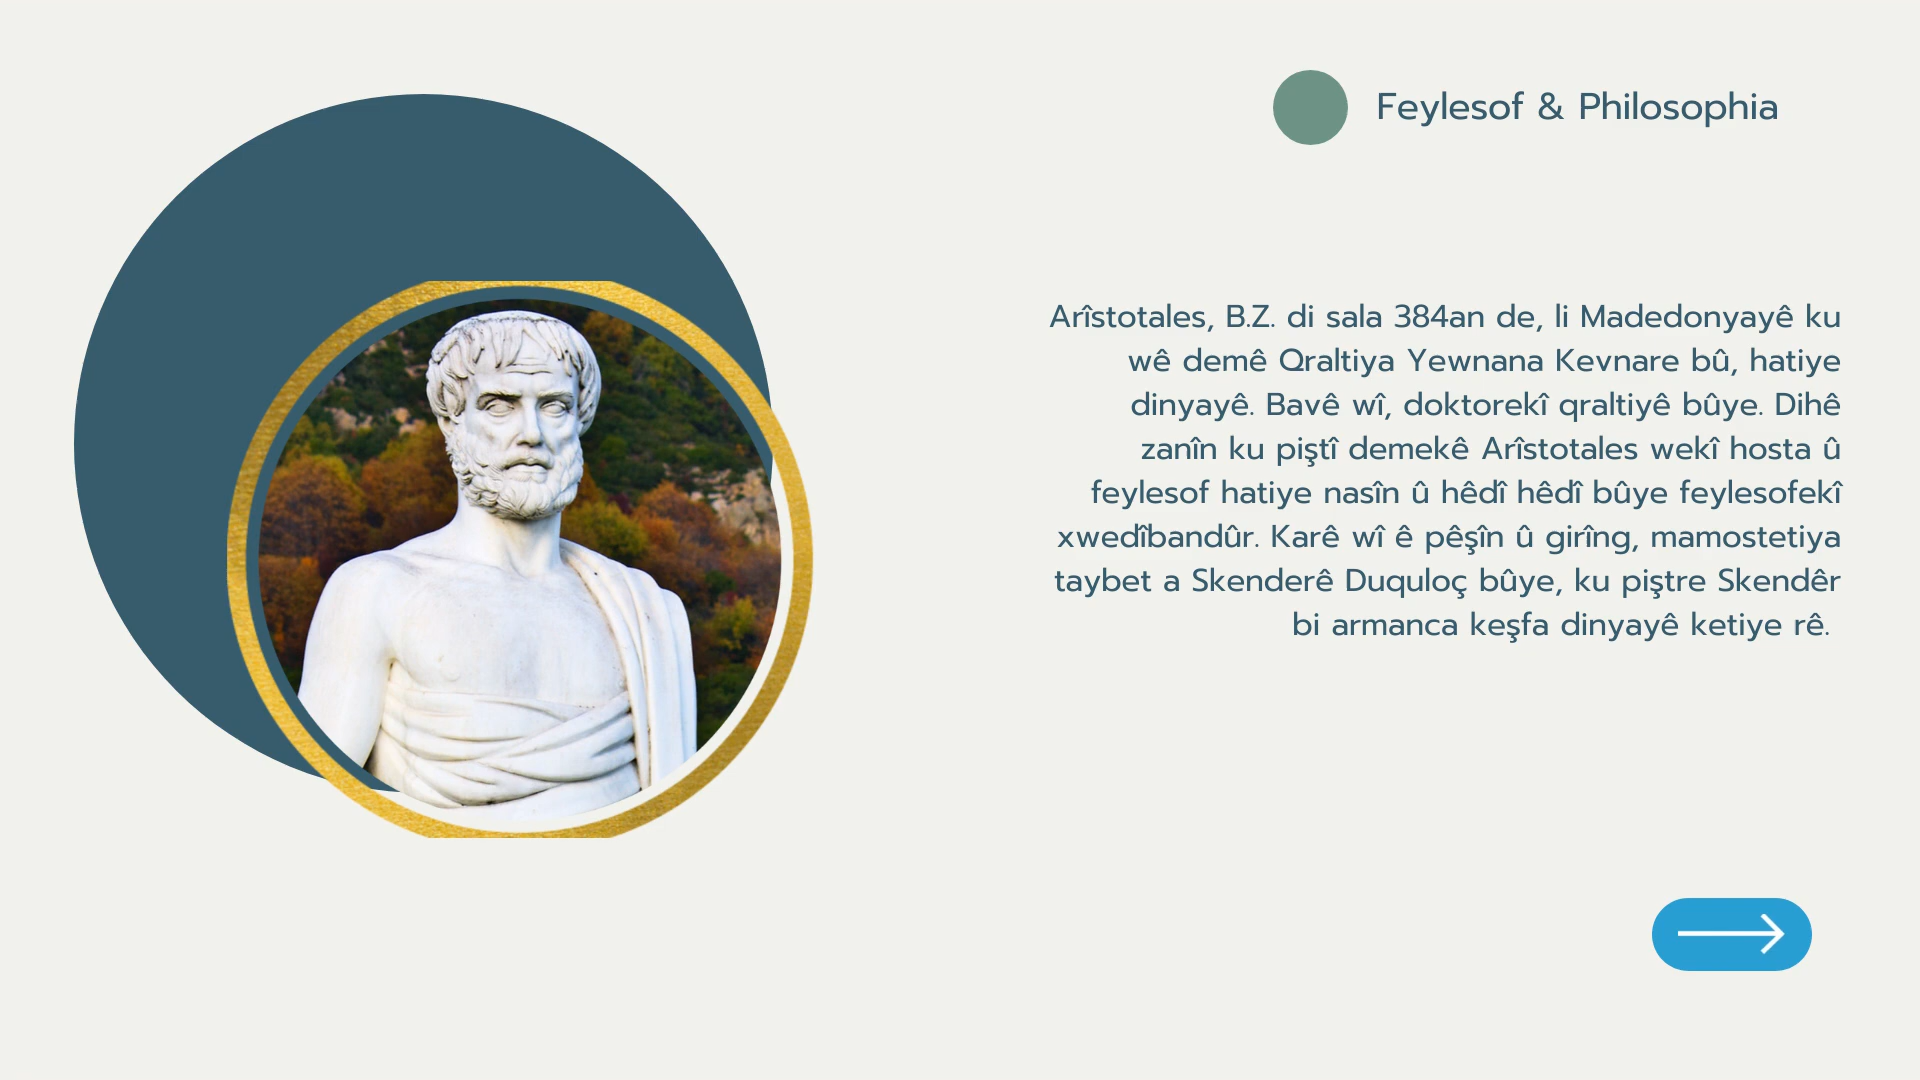 Feylesof & Philosophia
Arîstotales, B.Z. di sala 384an de, li Madedonyayê ku
wê demê Qraltiya Yewnana Kevnare bû, hatiye
dinyayê. Bavê wî, doktorekî qraltiyê bûye. Dihê
zanîn ku piştî demekê Arîstotales wekî hosta û
feylesof hatiye nasîn û hêdî hêdî bûye feylesofekî
xwedîbandûr. Karê wî ê pêşîn û girîng, mamostetiya
taybet a Skenderê Duquloç bûye, ku piştre Skendêr
bi armanca keşfa dinyayê ketiye rê.